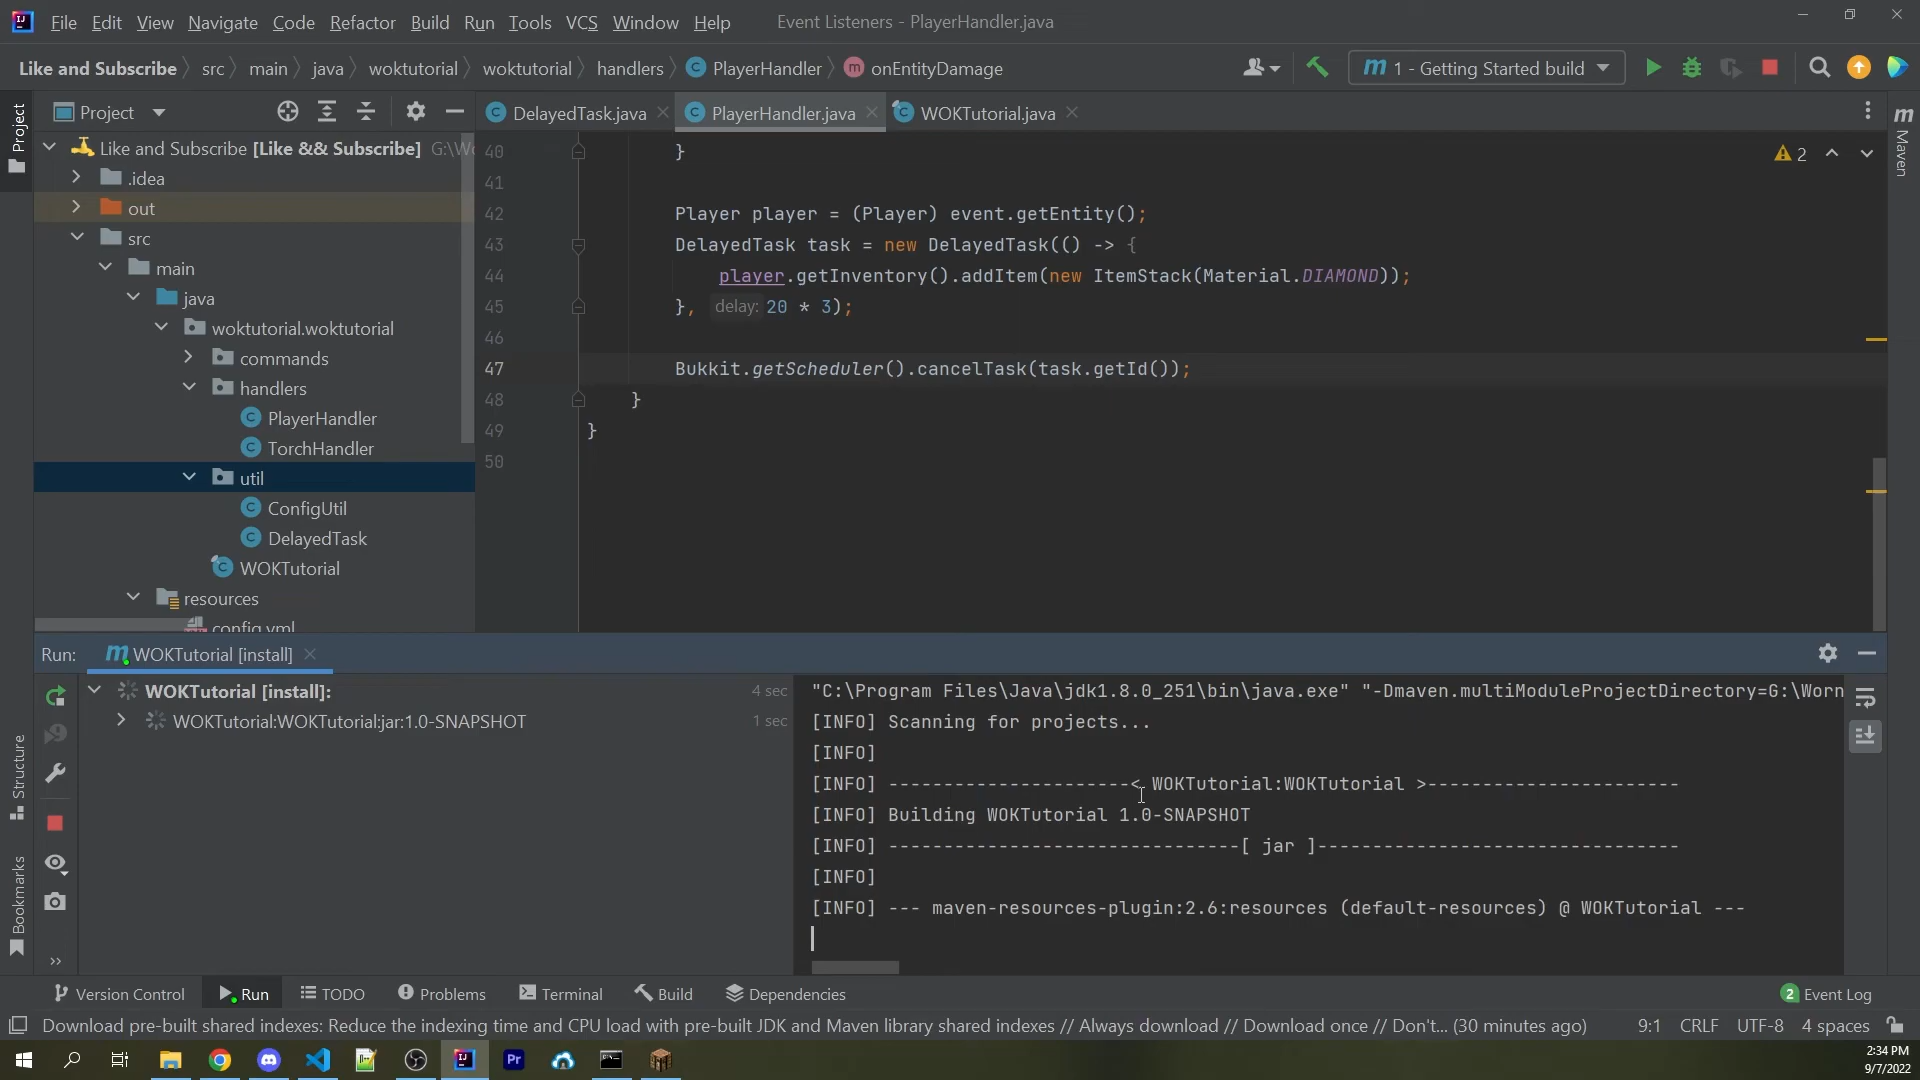 File Edit View Navigate Code Refactor Build Run Tools VCS Window Help Event Listeners - PlayerHandler.java
Like and Subscribe src main java woktutorial woktutorial handlers PlayerHandler onEntityDamage 1 - Getting Started build
Project
DelayedTask.java PlayerHandler.java WOKTutorial.java
Project
Maven
Like and Subscribe [Like && Subscribe] G:\W
.idea
out
src
main
java
woktutorial.woktutorial
commands
handlers
PlayerHandler
TorchHandler
util
ConfigUtil
DelayedTask
WOKTutorial
resources
config.yml
2
40 }
41
42 Player player = (Player) event.getEntity();
43 DelayedTask task = new DelayedTask(() -> {
44 player.getInventory().addItem(new ItemStack(Material.DIAMOND));
45 }, delay: 20 * 3);
46
47 Bukkit.getScheduler().cancelTask(task.getId());
48 }
49 }
50
Run: WOKTutorial [install]
WOKTutorial [install]: 4 sec
WOKTutorial:WOKTutorial:jar:1.0-SNAPSHOT 1 sec
"C:\Program Files\Java\jdk1.8.0_251\bin\java.exe" "-Dmaven.multiModuleProjectDirectory=G:\Worn
[INFO] Scanning for projects...
[INFO]
[INFO] ----------------------< WOKTutorial:WOKTutorial >-----------------------
[INFO] Building WOKTutorial 1.0-SNAPSHOT
[INFO] --------------------------------[ jar ]---------------------------------
[INFO]
[INFO] --- maven-resources-plugin:2.6:resources (default-resources) @ WOKTutorial ---
Structure
Bookmarks
Version Control Run TODO Problems Terminal Build Dependencies 2 Event Log
Download pre-built shared indexes: Reduce the indexing time and CPU load with pre-built JDK and Maven library shared indexes // Always download // Download once // Don't... (30 minutes ago) 9:1 CRLF UTF-8 4 spaces
2:34 PM
9/7/2022